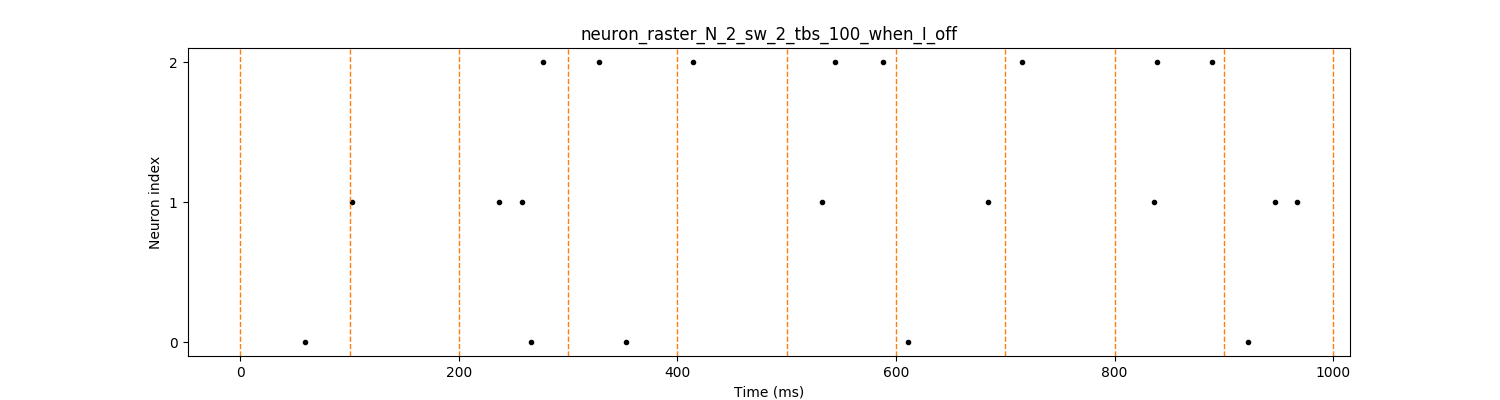 neuron_raster_N_2_sw_2_tbs_100_when_I_off
Neuron index
2
1
0
0 200 400 600 800 1000
Time (ms)